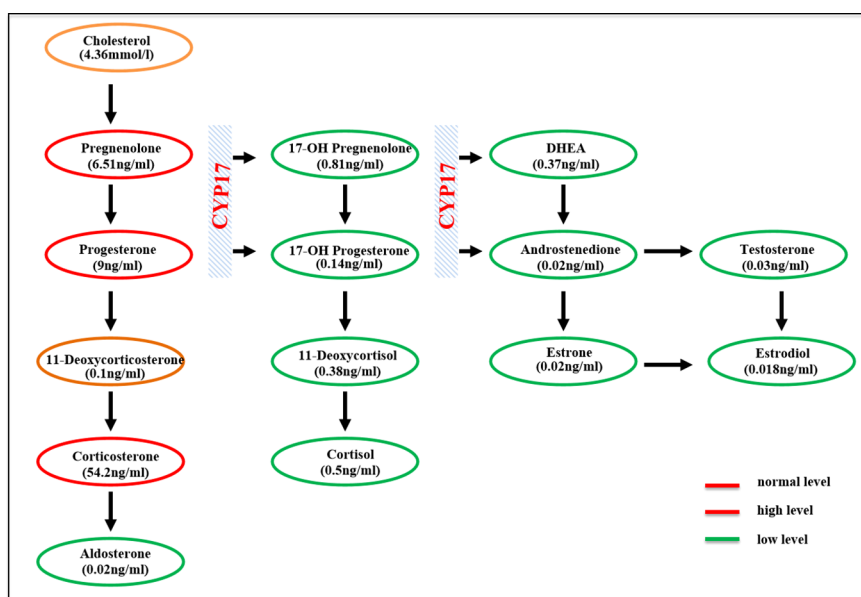 Cholesterol
(4.36mmol/l)
Pregnenolone
(6.51ng/ml)
CYP17
17-OH Pregnenolone
(0.81ng/ml)
CYP17
DHEA
(0.37ng/ml)
Progesterone
(9ng/ml)
17-OH Progesterone
(0.14ng/ml)
Androstenedione
(0.02ng/ml)
Testosterone
(0.03ng/ml)
11-Deoxycorticosterone
(0.1ng/ml)
11-Deoxycortisol
(0.38ng/ml)
Estrone
(0.02ng/ml)
Estrodiol
(0.018ng/ml)
Corticosterone
(54.2ng/ml)
Cortisol
(0.5ng/ml)
Aldosterone
(0.02ng/ml)
normal level
high level
low level